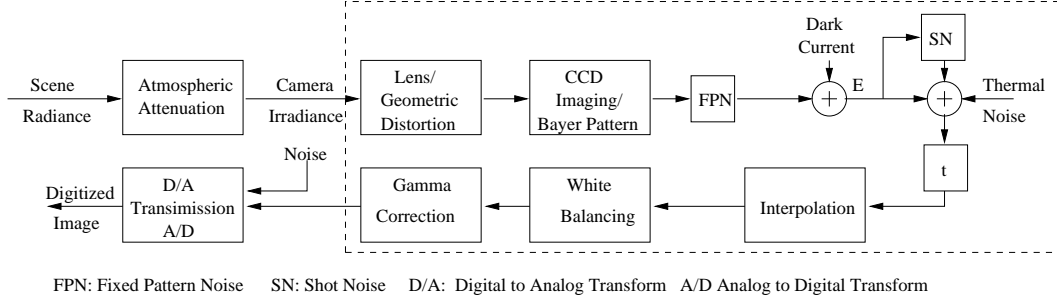 Scene
Radiance
Atmospheric
Attenuation
Camera
Irradiance
Lens/
Geometric
Distortion
CCD
Imaging/
Bayer Pattern
FPN
Dark
Current
+
E
SN
+
Thermal
Noise
t
Interpolation
White
Balancing
Gamma
Correction
Noise
D/A
Transimission
A/D
Digitized
Image
FPN: Fixed Pattern Noise SN: Shot Noise D/A: Digital to Analog Transform A/D Analog to Digital Transform